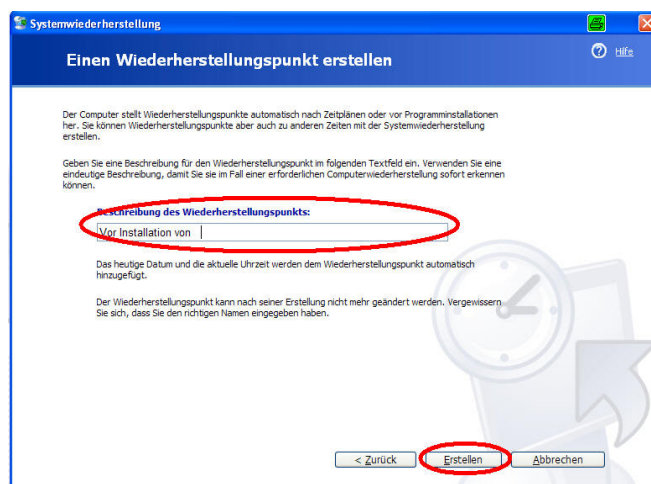 Systemwiederherstellung
Einen Wiederherstellungspunkt erstellen
Hilfe
Der Computer stellt Wiederherstellungspunkte automatisch nach Zeitplänen oder vor Programminstallationen
her. Sie können Wiederherstellungspunkte aber auch zu anderen Zeiten mit der Systemwiederherstellung
erstellen.
Geben Sie eine Beschreibung für den Wiederherstellungspunkt im folgenden Textfeld ein. Verwenden Sie eine
eindeutige Beschreibung, damit Sie sie im Fall einer erforderlichen Computerwiederherstellung sofort erkennen
können.
Beschreibung des Wiederherstellungspunkts:
Vor Installation von
Das heutige Datum und die aktuelle Uhrzeit werden dem Wiederherstellungspunkt automatisch
hinzugefügt.
Der Wiederherstellungspunkt kann nach seiner Erstellung nicht mehr geändert werden. Vergewissern
Sie sich, dass Sie den richtigen Namen eingegeben haben.
< Zurück Erstellen Abbrechen